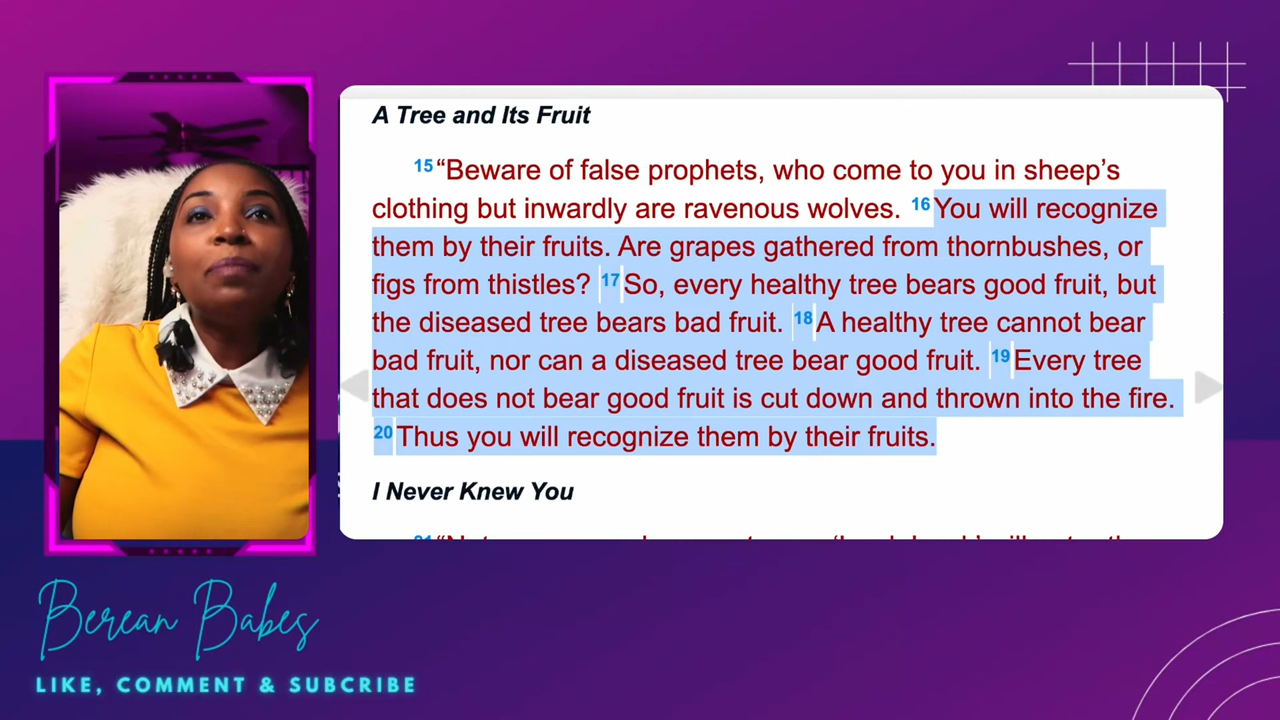 A Tree and Its Fruit
15 “Beware of false prophets, who come to you in sheep’s
clothing but inwardly are ravenous wolves. 16 You will recognize
them by their fruits. Are grapes gathered from thornbushes, or
figs from thistles? 17 So, every healthy tree bears good fruit, but
the diseased tree bears bad fruit. 18 A healthy tree cannot bear
bad fruit, nor can a diseased tree bear good fruit. 19 Every tree
that does not bear good fruit is cut down and thrown into the fire.
20 Thus you will recognize them by their fruits.
I Never Knew You
Berean Babes
LIKE, COMMENT & SUBCRIBE